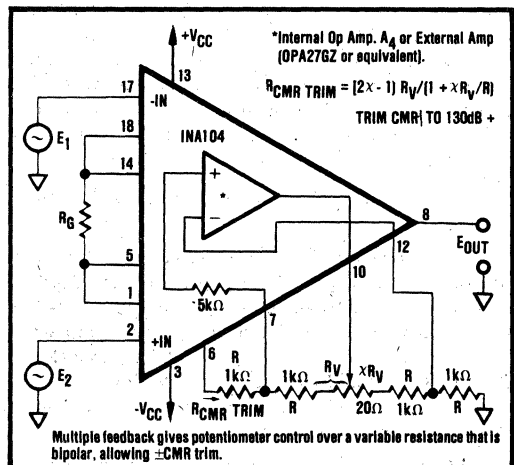 +VCC
*Internal Op Amp. A4 or External Amp
(OPA27GZ or equivalent).
RCMR TRIM = [2χ - 1) RV/(1 + χRV/R)
TRIM CMR| TO 130dB +
13
17
-IN
18
INA104
E1
14
+
*
−
RG
8
12
EOUT
5
10
1
5kΩ
7
2
+IN
6
3
R
1kΩ
1kΩ
R
RV
χRV
20Ω
R
1kΩ
1kΩ
R
E2
-VCC
RCMR TRIM
Multiple feedback gives potentiometer control over a variable resistance that is
bipolar, allowing ±CMR trim.